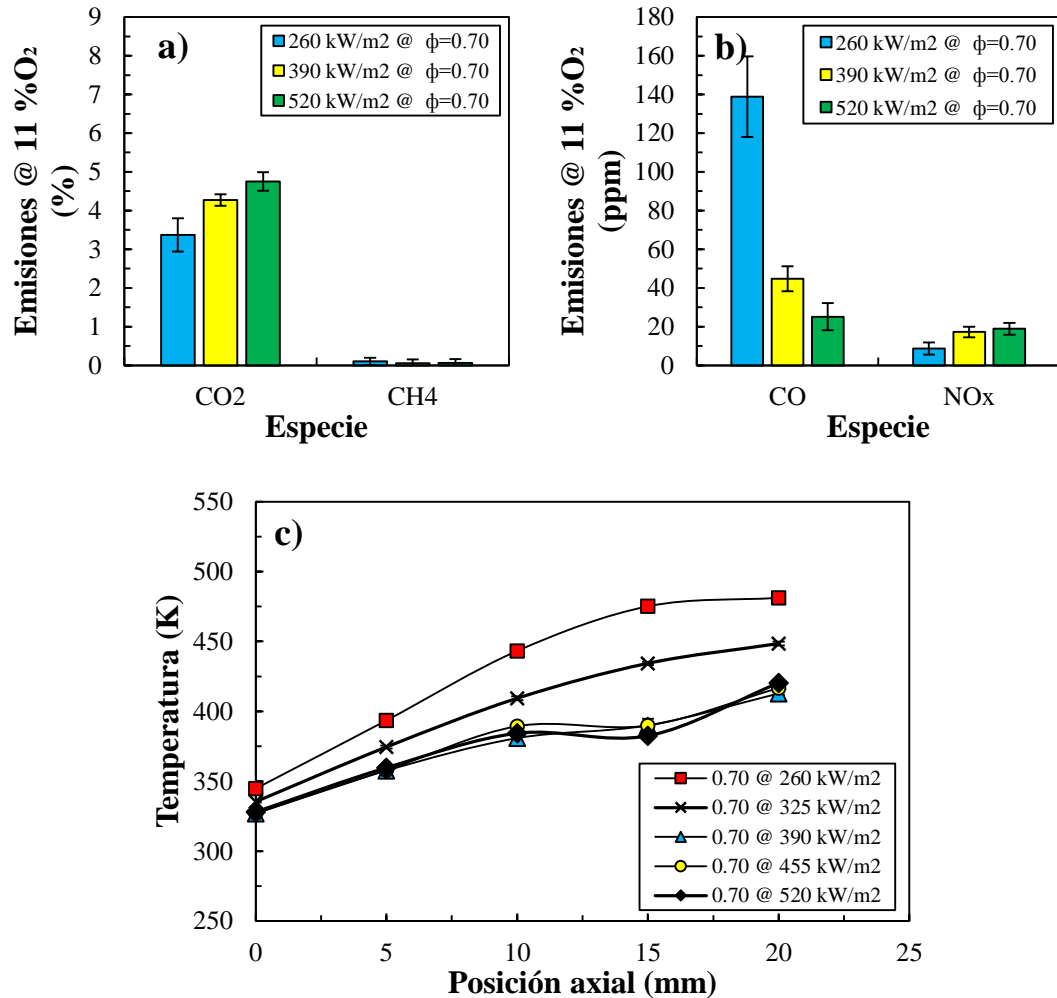 a)
Emisiones @ 11 %O₂
(%)
9
8
7
6
5
4
3
2
1
0
260 kW/m2 @ ϕ=0.70
390 kW/m2 @ ϕ=0.70
520 kW/m2 @ ϕ=0.70
CO2 CH4
Especie
b)
Emisiones @ 11 %O₂
(ppm)
180
160
140
120
100
80
60
40
20
0
260 kW/m2 @ ϕ=0.70
390 kW/m2 @ ϕ=0.70
520 kW/m2 @ ϕ=0.70
CO NOx
Especie
c)
Temperatura (K)
550
500
450
400
350
300
250
0.70 @ 260 kW/m2
0.70 @ 325 kW/m2
0.70 @ 390 kW/m2
0.70 @ 455 kW/m2
0.70 @ 520 kW/m2
0 5 10 15 20 25
Posición axial (mm)